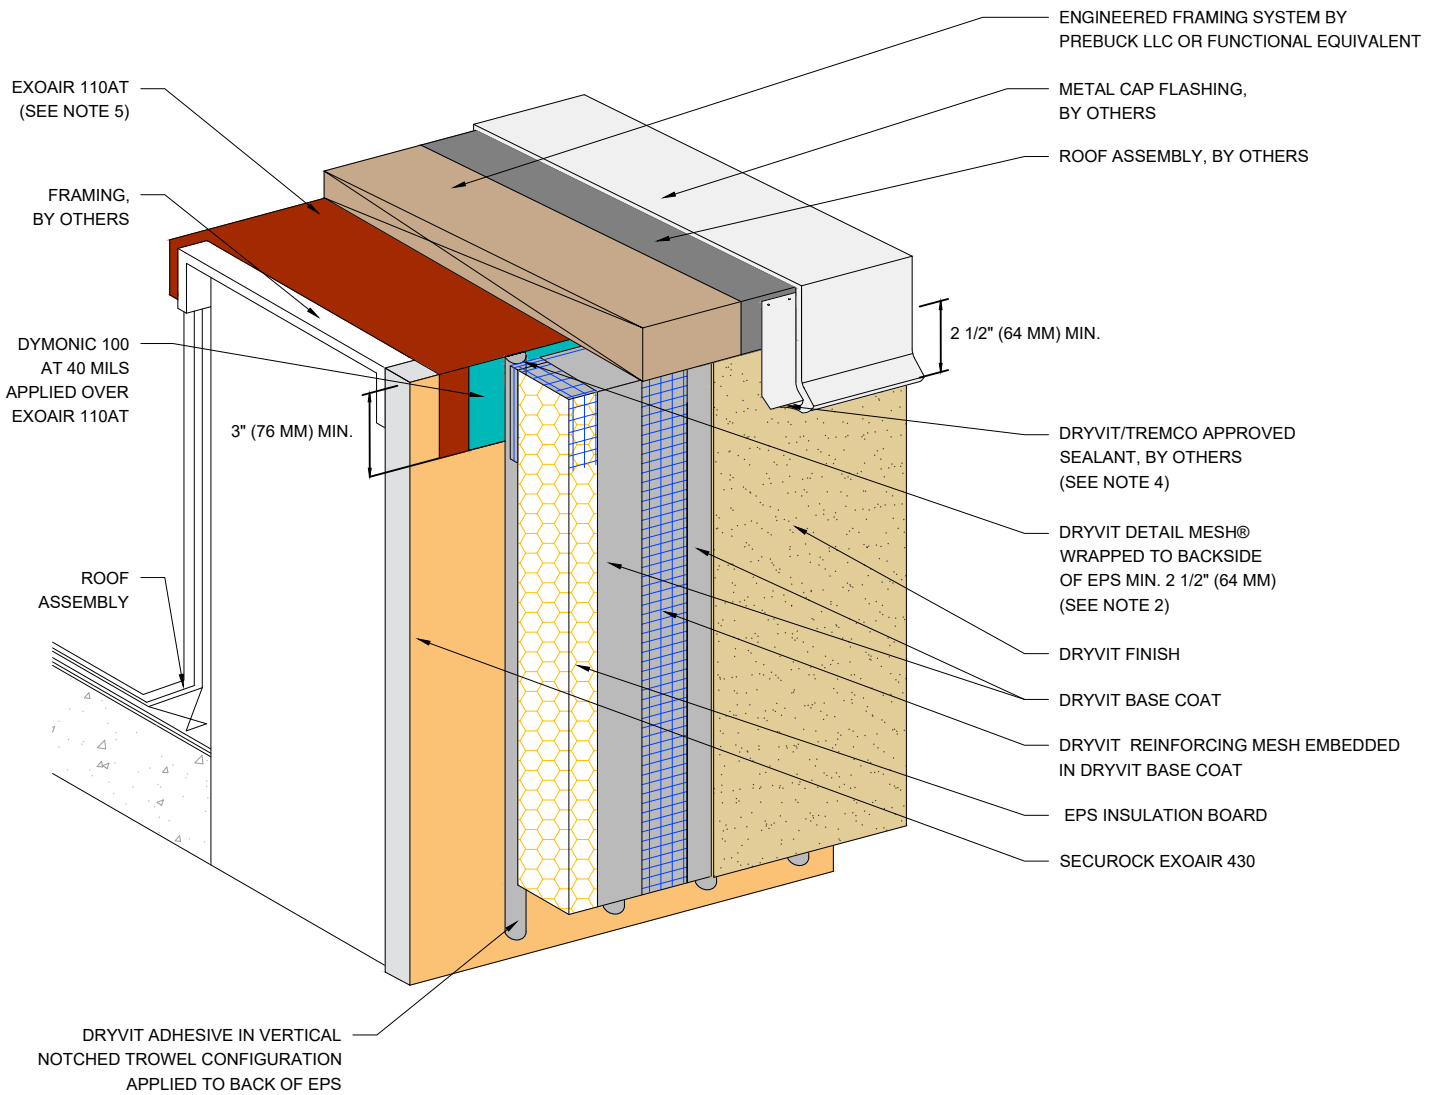 ENGINEERED FRAMING SYSTEM BY
PREBUCK LLC OR FUNCTIONAL EQUIVALENT
EXOAIR 110AT
(SEE NOTE 5)
METAL CAP FLASHING,
BY OTHERS
ROOF ASSEMBLY, BY OTHERS
FRAMING,
BY OTHERS
2 1/2" (64 MM) MIN.
DYMONIC 100
AT 40 MILS
APPLIED OVER
EXOAIR 110AT
3" (76 MM) MIN.
DRYVIT/TREMCO APPROVED
SEALANT, BY OTHERS
(SEE NOTE 4)
DRYVIT DETAIL MESH®
WRAPPED TO BACKSIDE
OF EPS MIN. 2 1/2" (64 MM)
(SEE NOTE 2)
ROOF
ASSEMBLY
DRYVIT FINISH
DRYVIT BASE COAT
DRYVIT  REINFORCING MESH EMBEDDED
IN DRYVIT BASE COAT
EPS INSULATION BOARD
SECUROCK EXOAIR 430
DRYVIT ADHESIVE IN VERTICAL
NOTCHED TROWEL CONFIGURATION
APPLIED TO BACK OF EPS